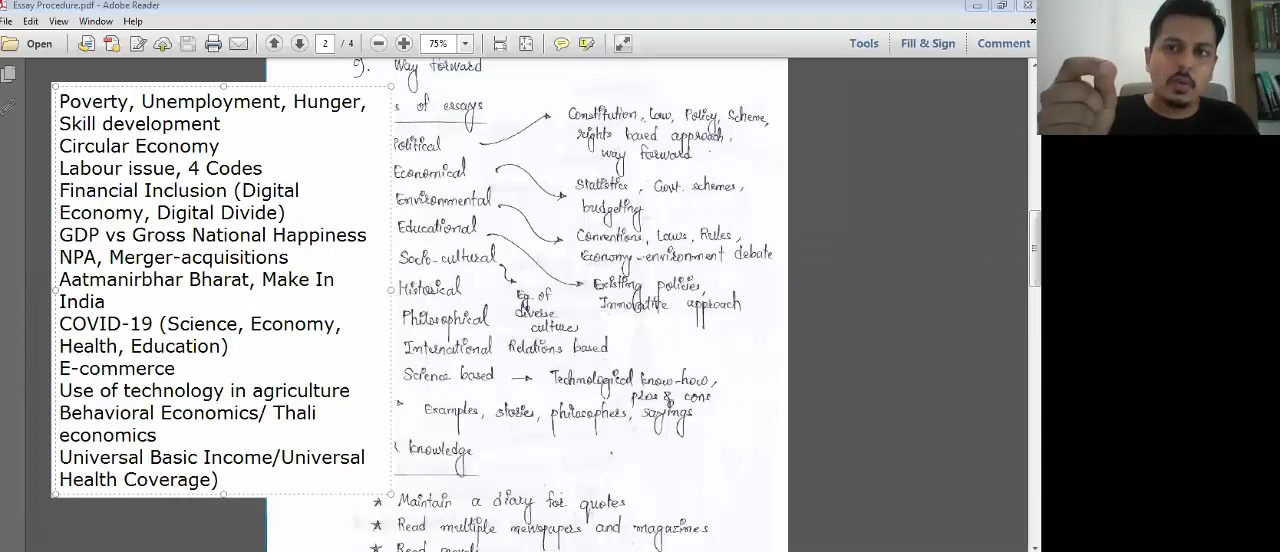 Essay Procedure.pdf - Adobe Reader
File Edit View Window Help
Open 2 / 4 75% Tools Fill & Sign Comment
9). Way forward
Poverty, Unemployment, Hunger,
Skill development
Circular Economy
Labour issue, 4 Codes
Financial Inclusion (Digital
Economy, Digital Divide)
GDP vs Gross National Happiness
NPA, Merger-acquisitions
Aatmanirbhar Bharat, Make In
India
COVID-19 (Science, Economy,
Health, Education)
E-commerce
Use of technology in agriculture
Behavioral Economics/ Thali
economics
Universal Basic Income/Universal
Health Coverage)
s of essays
Political
Constitution, Law, Policy, Scheme,
rights based approach,
way forward
Economical
Statistics, Govt. schemes,
budgeting
Environmental
Conventions, Laws, Rules,
Economy-environment debate
Educational
Existing policies,
Innovative approach
Socio-cultural
Eg. of
diverse
cultures
Historical
Philosophical
International Relations based
Science based → Technological know-how,
pros & cons
Examples, stories, philosophers, sayings
knowledge
★ Maintain a diary for quotes
★ Read multiple newspapers and magazines
★ Read